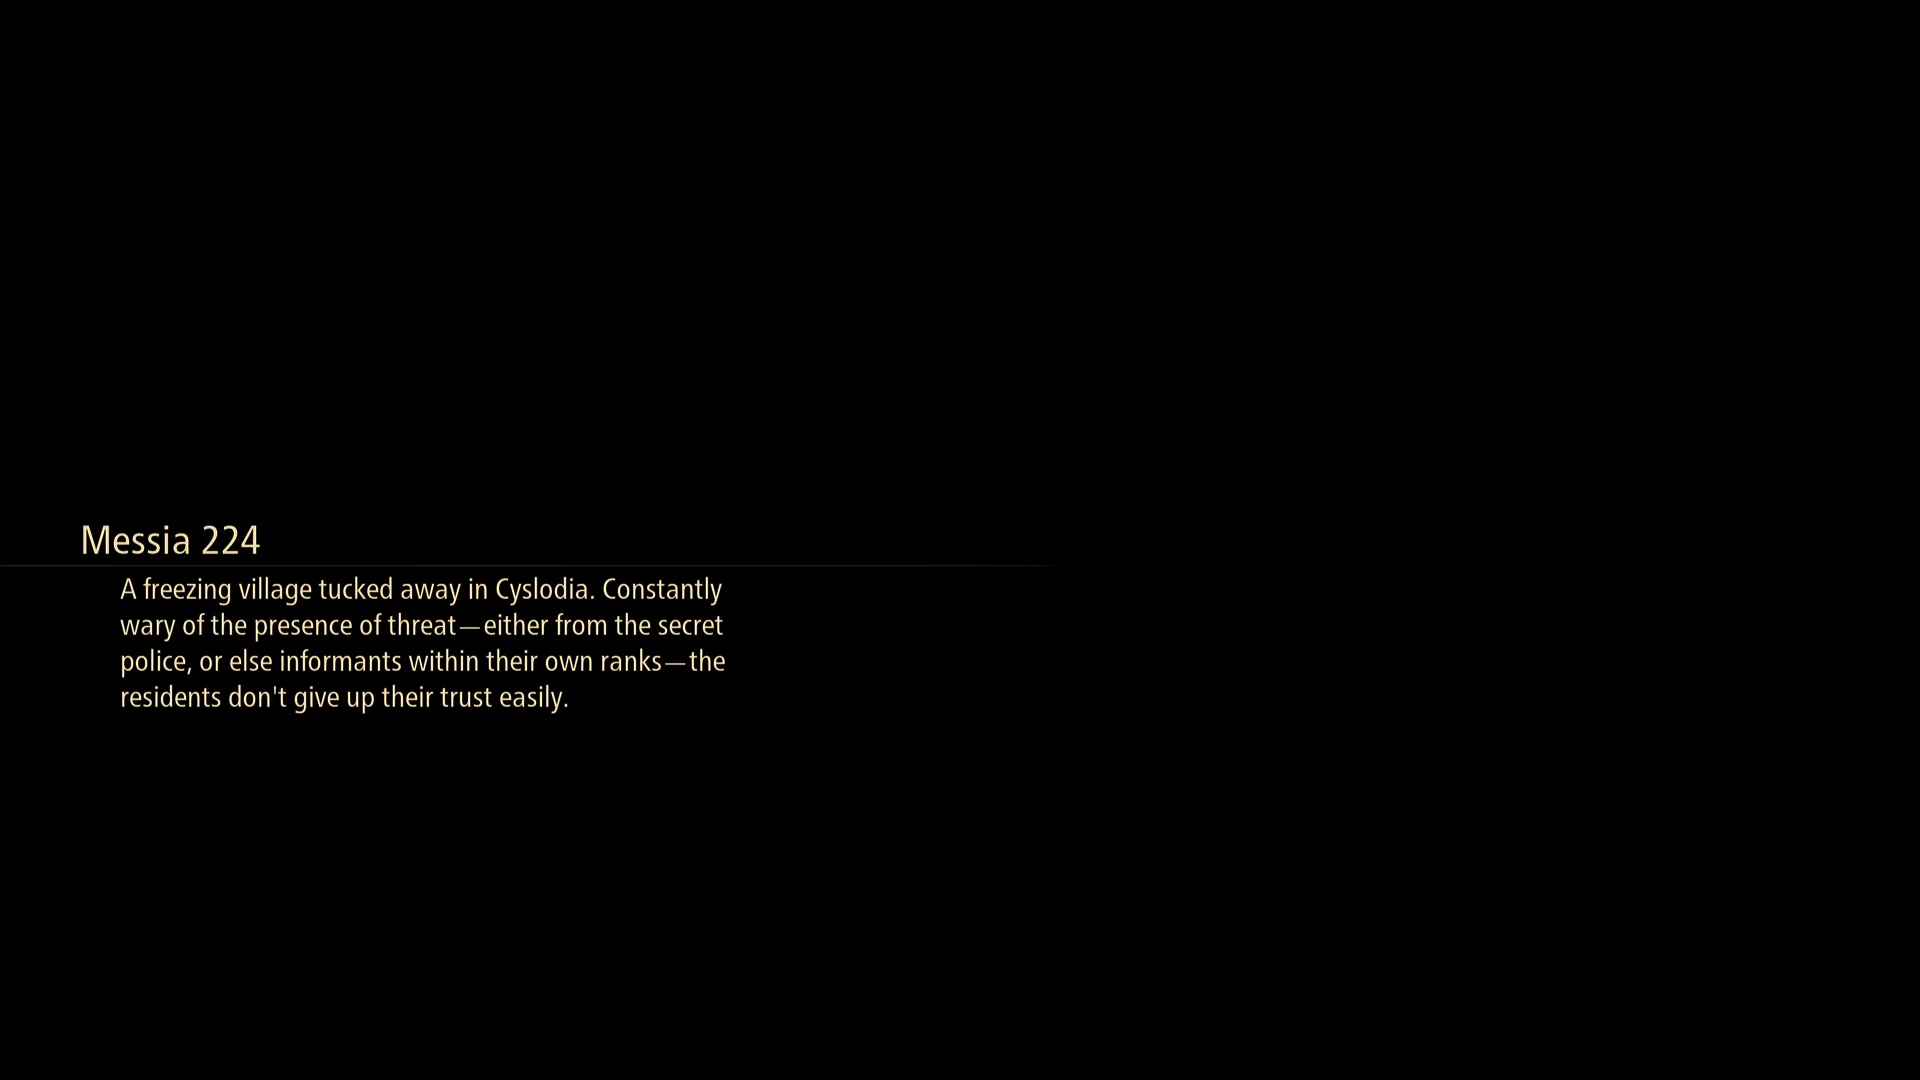 Messia 224
A freezing village tucked away in Cyslodia. Constantly
wary of the presence of threat—either from the secret
police, or else informants within their own ranks—the
residents don't give up their trust easily.